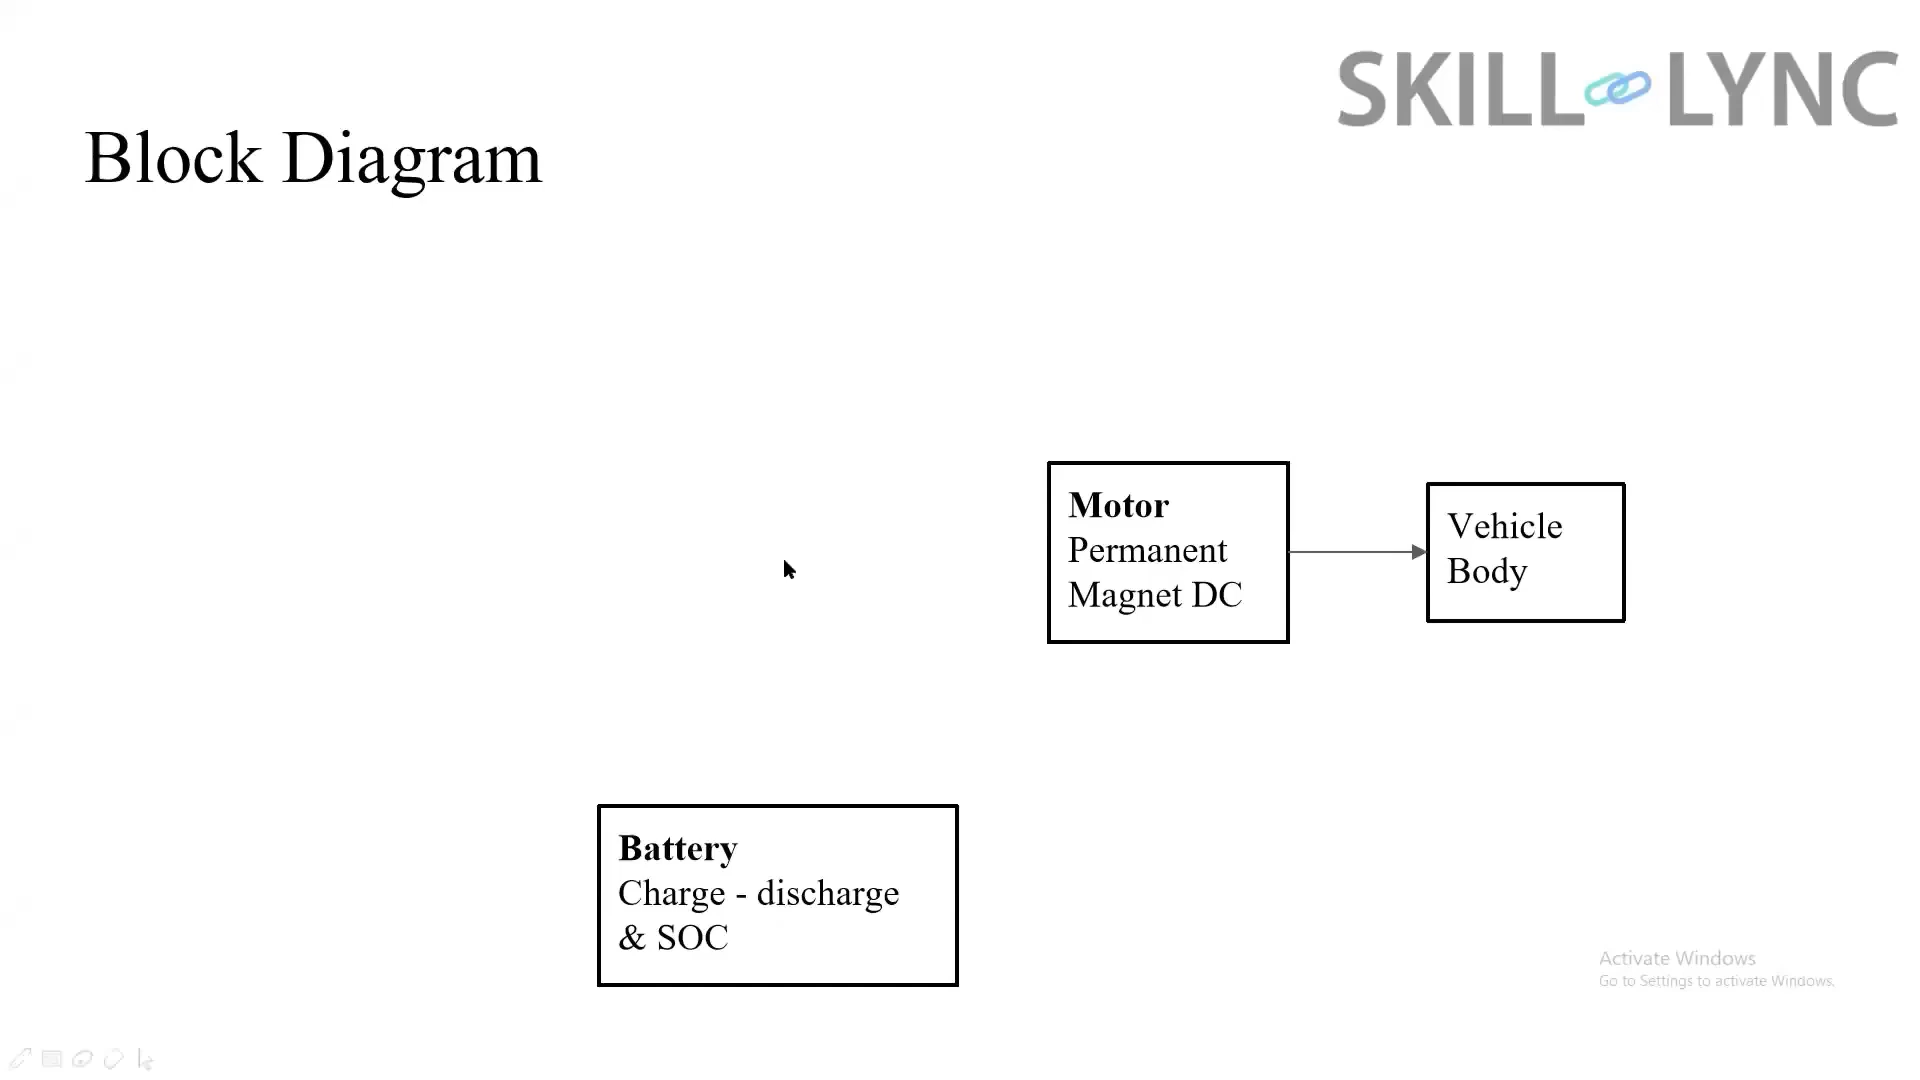 SKILL LYNC
Block Diagram
Motor
Permanent
Magnet DC
Vehicle
Body
Battery
Charge - discharge
& SOC
Activate Windows
Go to Settings to activate Windows.